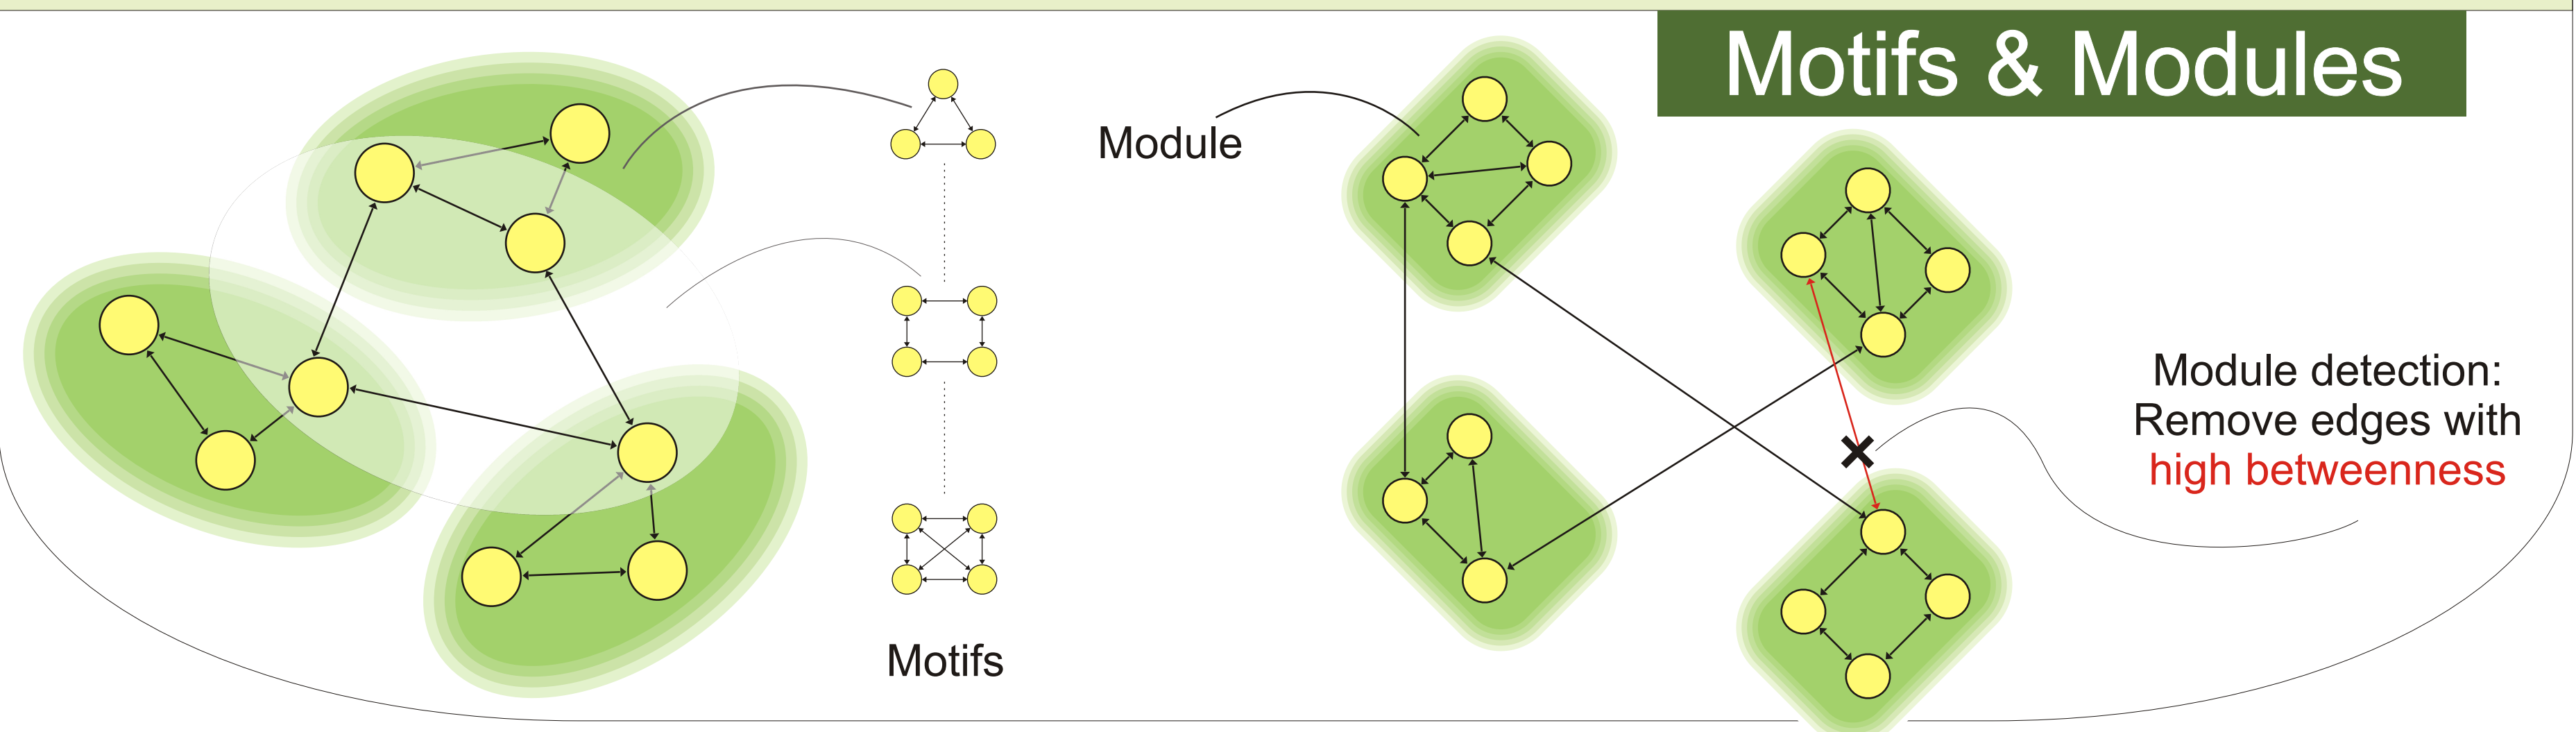 Motifs & Modules
Module
Motifs
Module detection:
Remove edges with
high betweenness